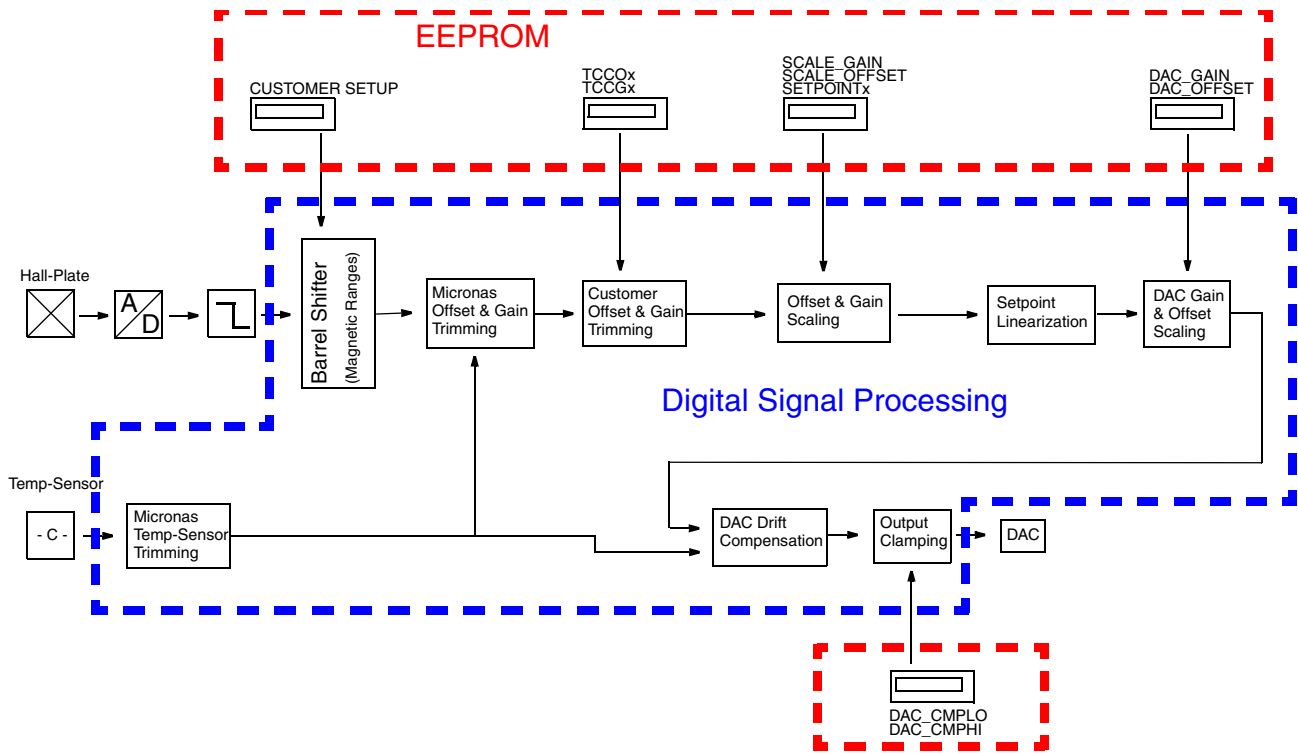 EEPROM
CUSTOMER SETUP
TCCOx
TCCGx
SCALE_GAIN
SCALE_OFFSET
SETPOINTx
DAC_GAIN
DAC_OFFSET
Hall-Plate
A
D
Barrel Shifter
(Magnetic Ranges)
Micronas
Offset & Gain
Trimming
Customer
Offset & Gain
Trimming
Offset & Gain
Scaling
Setpoint
Linearization
DAC Gain
& Offset
Scaling
Digital Signal Processing
Temp-Sensor
- C -
Micronas
Temp-Sensor
Trimming
DAC Drift
Compensation
Output
Clamping
DAC
DAC_CMPLO
DAC_CMPHI